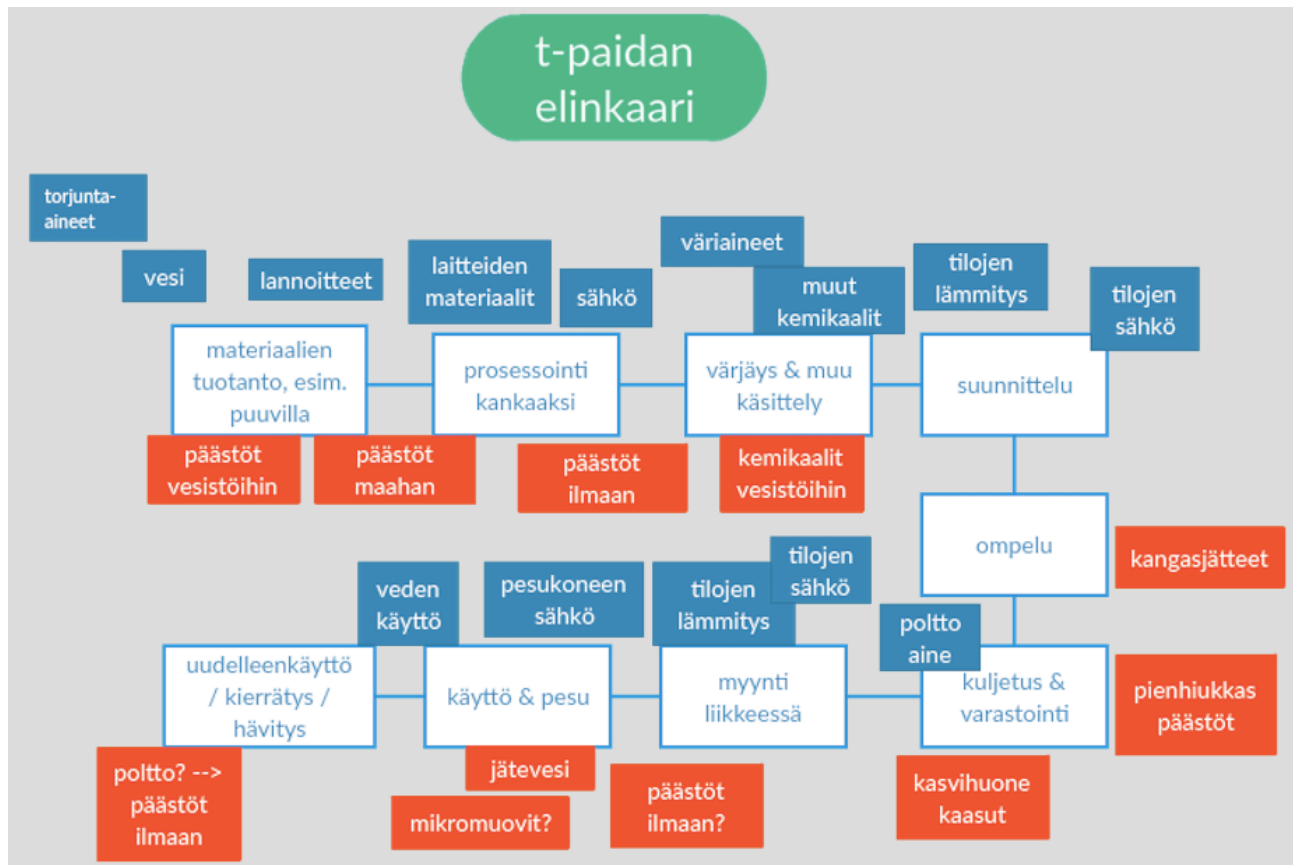 t-paidan
elinkaari
torjunta-
aineet
vesi
lannoitteet
laitteiden
materiaalit
sähkö
väriaineet
muut
kemikaalit
tilojen
lämmitys
tilojen
sähkö
materiaalien
tuotanto, esim.
puuvilla
prosessointi
kankaaksi
värjäys & muu
käsittely
suunnittelu
päästöt
vesistöihin
päästöt
maahan
päästöt
ilmaan
kemikaalit
vesistöihin
ompelu
kangasjätteet
veden
käyttö
pesukoneen
sähkö
tilojen
lämmitys
tilojen
sähkö
poltto
aine
uudelleenkäyttö
/ kierrätys /
hävitys
käyttö & pesu
myynti
liikkeessä
kuljetus &
varastointi
pienhiukkas
päästöt
poltto? -->
päästöt
ilmaan
jätevesi
mikromuovit?
päästöt
ilmaan?
kasvihuone
kaasut